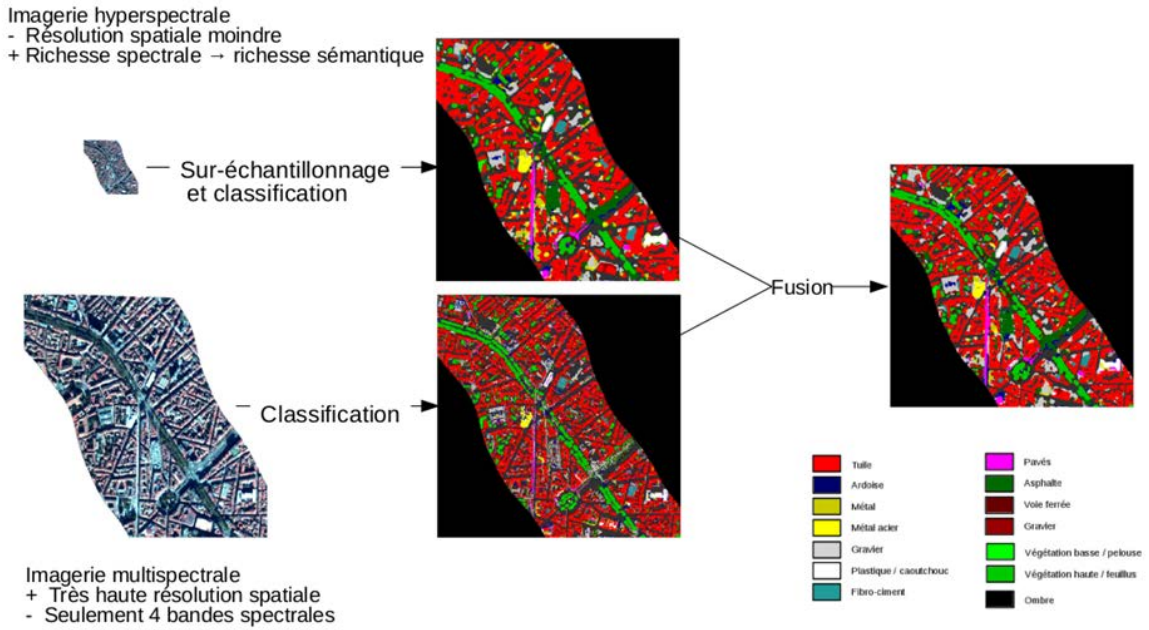 Imagerie hyperspectrale
- Résolution spatiale moindre
+ Richesse spectrale → richesse sémantique
Sur-échantillonnage
et classification
Fusion
Classification
Imagerie multispectrale
+ Très haute résolution spatiale
- Seulement 4 bandes spectrales
Tuile
Ardoise
Métal
Métal acier
Gravier
Plastique / caoutchouc
Fibro-ciment
Pavés
Asphalte
Voie ferrée
Gravier
Végétation basse / pelouse
Végétation haute / feuillus
Ombre